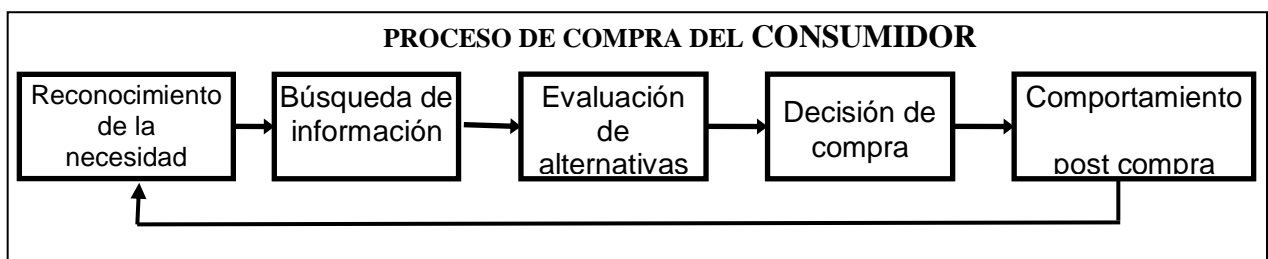 PROCESO DE COMPRA DEL CONSUMIDOR
Reconocimiento
de la
necesidad
Búsqueda de
información
Evaluación
de
alternativas
Decisión de
compra
Comportamiento
post compra